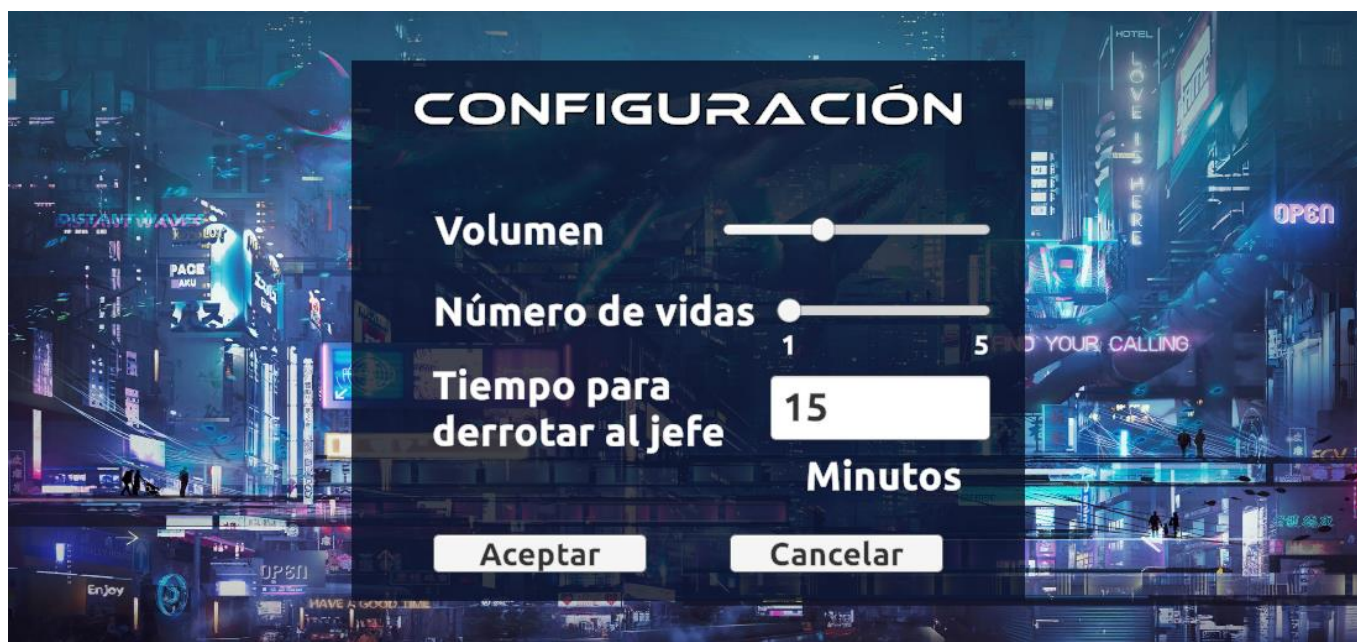 CONFIGURACIÓN
Volumen
Número de vidas
1 5
Tiempo para
derrotar al jefe
15
Minutos
Aceptar Cancelar
HOTEL
LOVE IS HERE
OPEN
DISTANT WAVES
PACE
AKU
YOUR CALLING
OPEN
Enjoy
HAVE A GOOD TIME